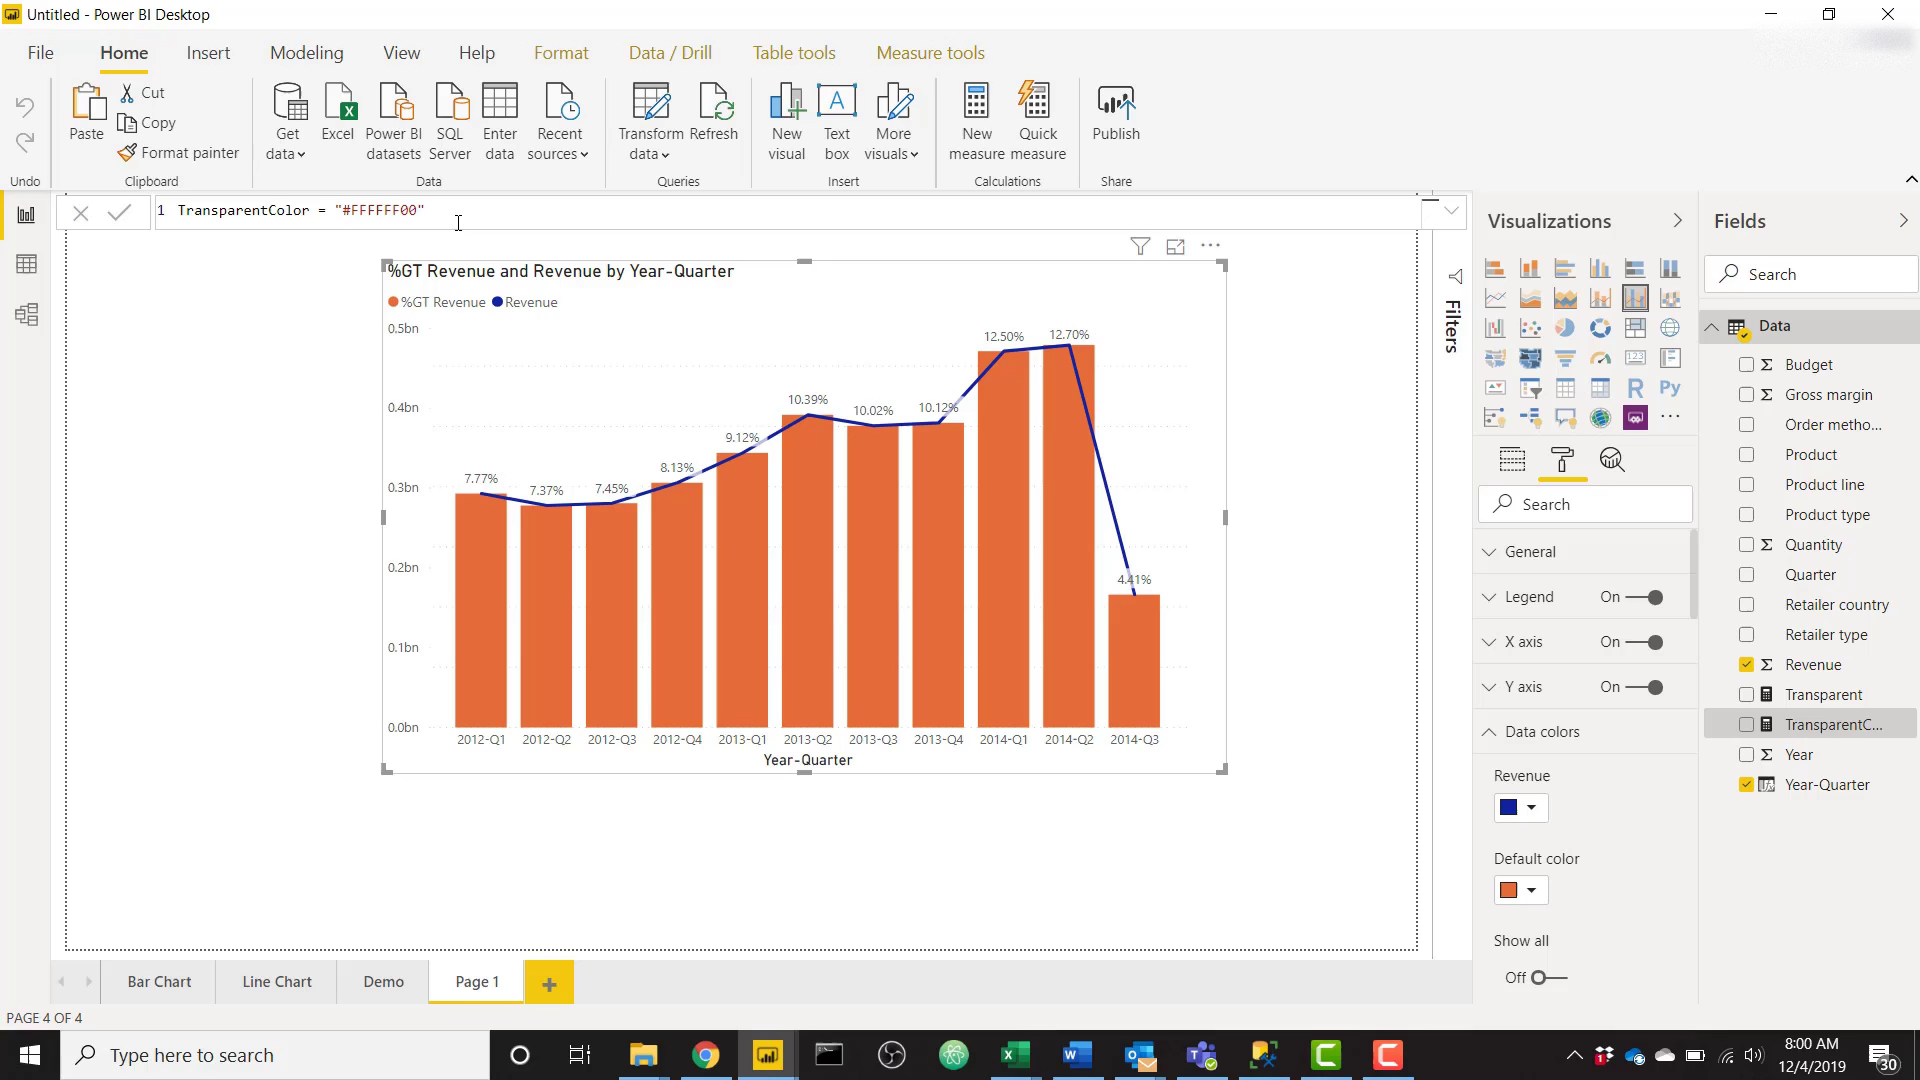 Untitled - Power BI Desktop
File Home Insert Modeling View Help Format Data / Drill Table tools Measure tools
Undo
Paste
Cut
Copy
Format painter
Clipboard
Get data
Excel
Power BI datasets
SQL Server
Enter data
Recent sources
Data
Transform data
Refresh
Queries
New visual
A
Text box
More visuals
Insert
New measure
Quick measure
Calculations
Publish
Share
1 TransparentColor = "#FFFFFF00"
%GT Revenue and Revenue by Year-Quarter
%GT Revenue Revenue
0.5bn
0.4bn
0.3bn
0.2bn
0.1bn
0.0bn
7.77% 7.37% 7.45% 8.13% 9.12% 10.39% 10.02% 10.12% 12.50% 12.70% 4.41%
2012-Q1 2012-Q2 2012-Q3 2012-Q4 2013-Q1 2013-Q2 2013-Q3 2013-Q4 2014-Q1 2014-Q2 2014-Q3
Year-Quarter
Filters
Visualizations
123
R
Py
Search
General
Legend On
X axis On
Y axis On
Data colors
Revenue
Default color
Show all
Off
Fields
Search
Data
Budget
Gross margin
Order metho...
Product
Product line
Product type
Quantity
Quarter
Retailer country
Retailer type
Revenue
Transparent
TransparentC...
Year
Year-Quarter
Bar Chart Line Chart Demo Page 1
PAGE 4 OF 4
Type here to search
8:00 AM
12/4/2019
30